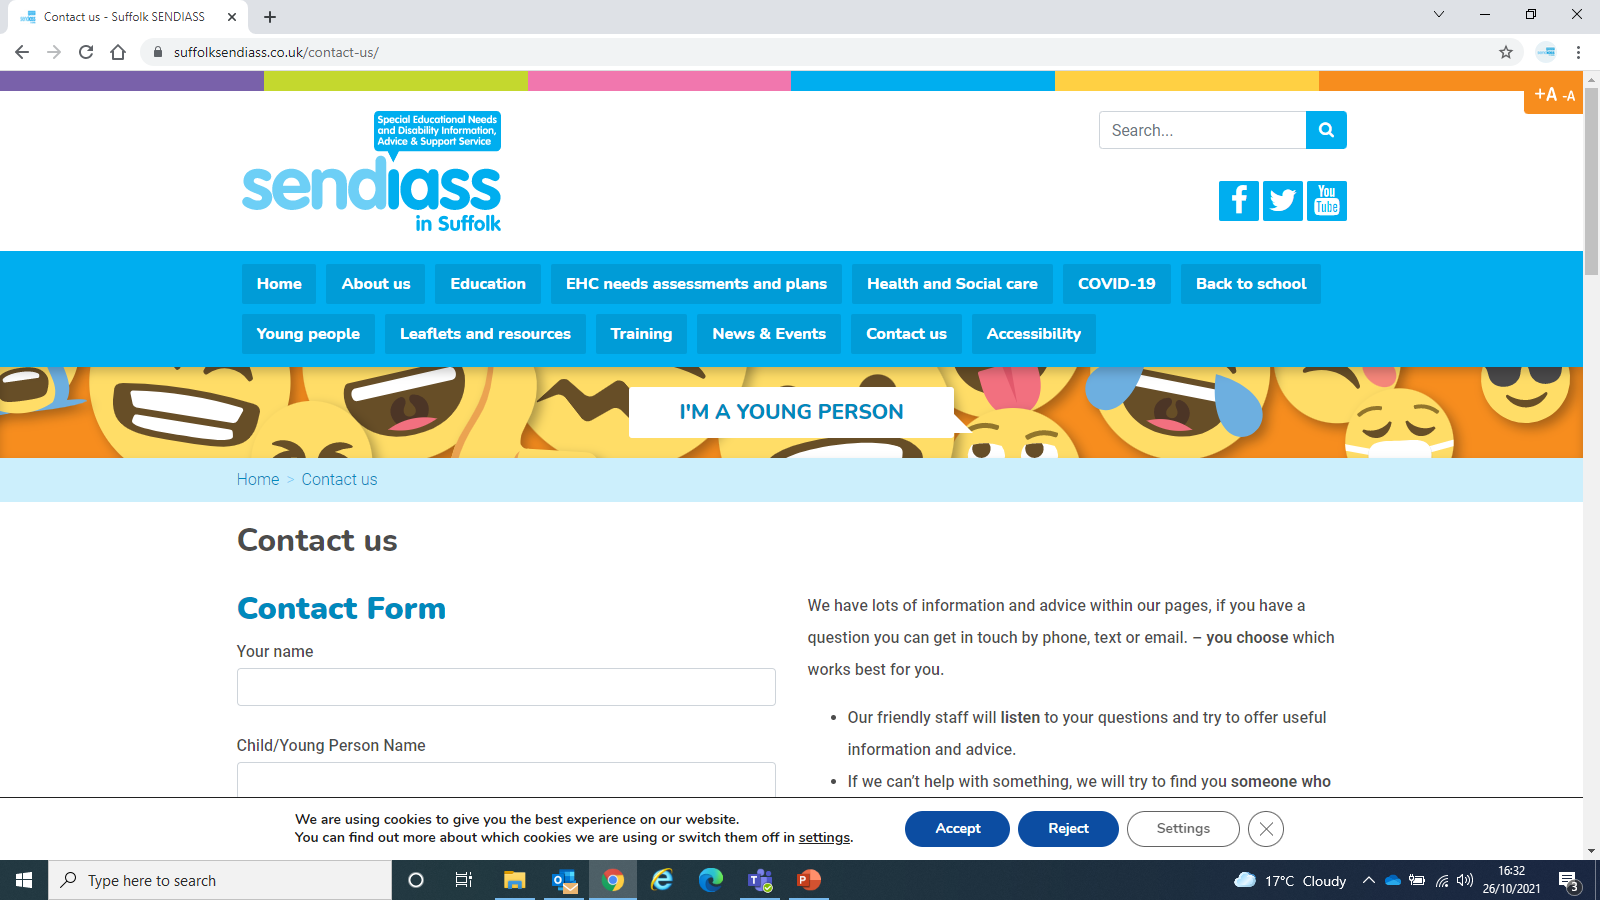 Contact us - Suffolk SENDIASS
suffolksendiass.co.uk/contact-us/
+A -A
Special Educational Needs
and Disability Information,
Advice & Support Service
sendiass
in Suffolk
Search...
You
Tube
Home About us Education EHC needs assessments and plans Health and Social care COVID-19 Back to school
Young people Leaflets and resources Training News & Events Contact us Accessibility
I'M A YOUNG PERSON
Home > Contact us
Contact us
Contact Form
Your name
Child/Young Person Name
We have lots of information and advice within our pages, if you have a
question you can get in touch by phone, text or email. – you choose which
works best for you.
• Our friendly staff will listen to your questions and try to offer useful
information and advice.
• If we can’t help with something, we will try to find you someone who
We are using cookies to give you the best experience on our website.
You can find out more about which cookies we are using or switch them off in settings.
Accept Reject Settings
Type here to search
17°C Cloudy
16:32
26/10/2021
3